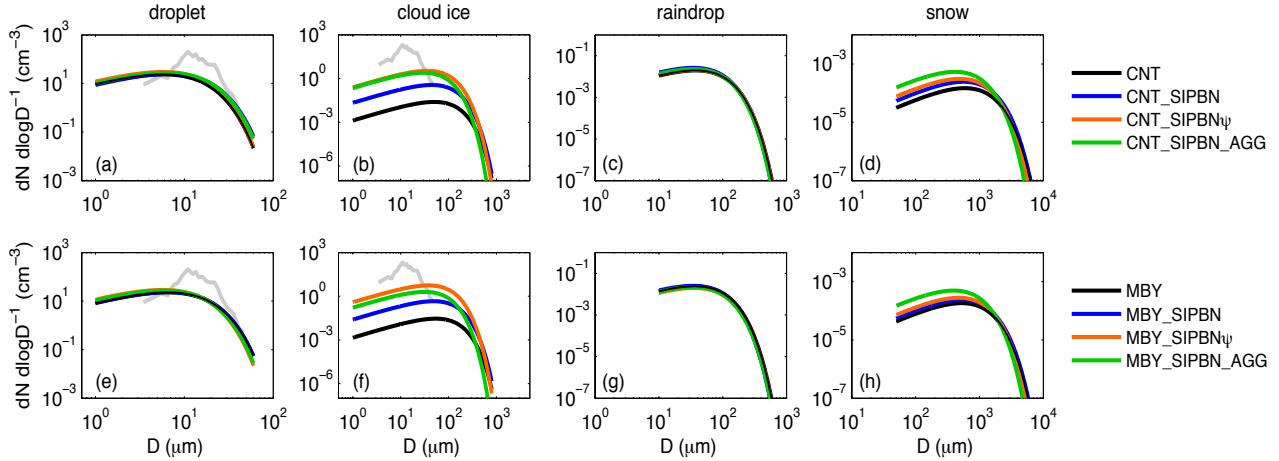 droplet cloud ice raindrop snow
dN dlogD⁻¹ (cm⁻³)
10³
10¹
10⁻¹
10⁻³
(a)
10⁰ 10¹ 10²
10³
10⁰
10⁻³
10⁻⁶
(b)
10⁰ 10¹ 10² 10³
10⁻¹
10⁻³
10⁻⁵
10⁻⁷
(c)
10⁰ 10¹ 10² 10³
10⁻³
10⁻⁵
10⁻⁷
(d)
10¹ 10² 10³ 10⁴
CNT
CNT_SIPBN
CNT_SIPBNψ
CNT_SIPBN_AGG
dN dlogD⁻¹ (cm⁻³)
10³
10¹
10⁻¹
10⁻³
(e)
10⁰ 10¹ 10²
D (μm)
10³
10⁰
10⁻³
10⁻⁶
(f)
10⁰ 10¹ 10² 10³
D (μm)
10⁻¹
10⁻³
10⁻⁵
10⁻⁷
(g)
10⁰ 10¹ 10² 10³
D (μm)
10⁻³
10⁻⁵
10⁻⁷
(h)
10¹ 10² 10³ 10⁴
D (μm)
MBY
MBY_SIPBN
MBY_SIPBNψ
MBY_SIPBN_AGG